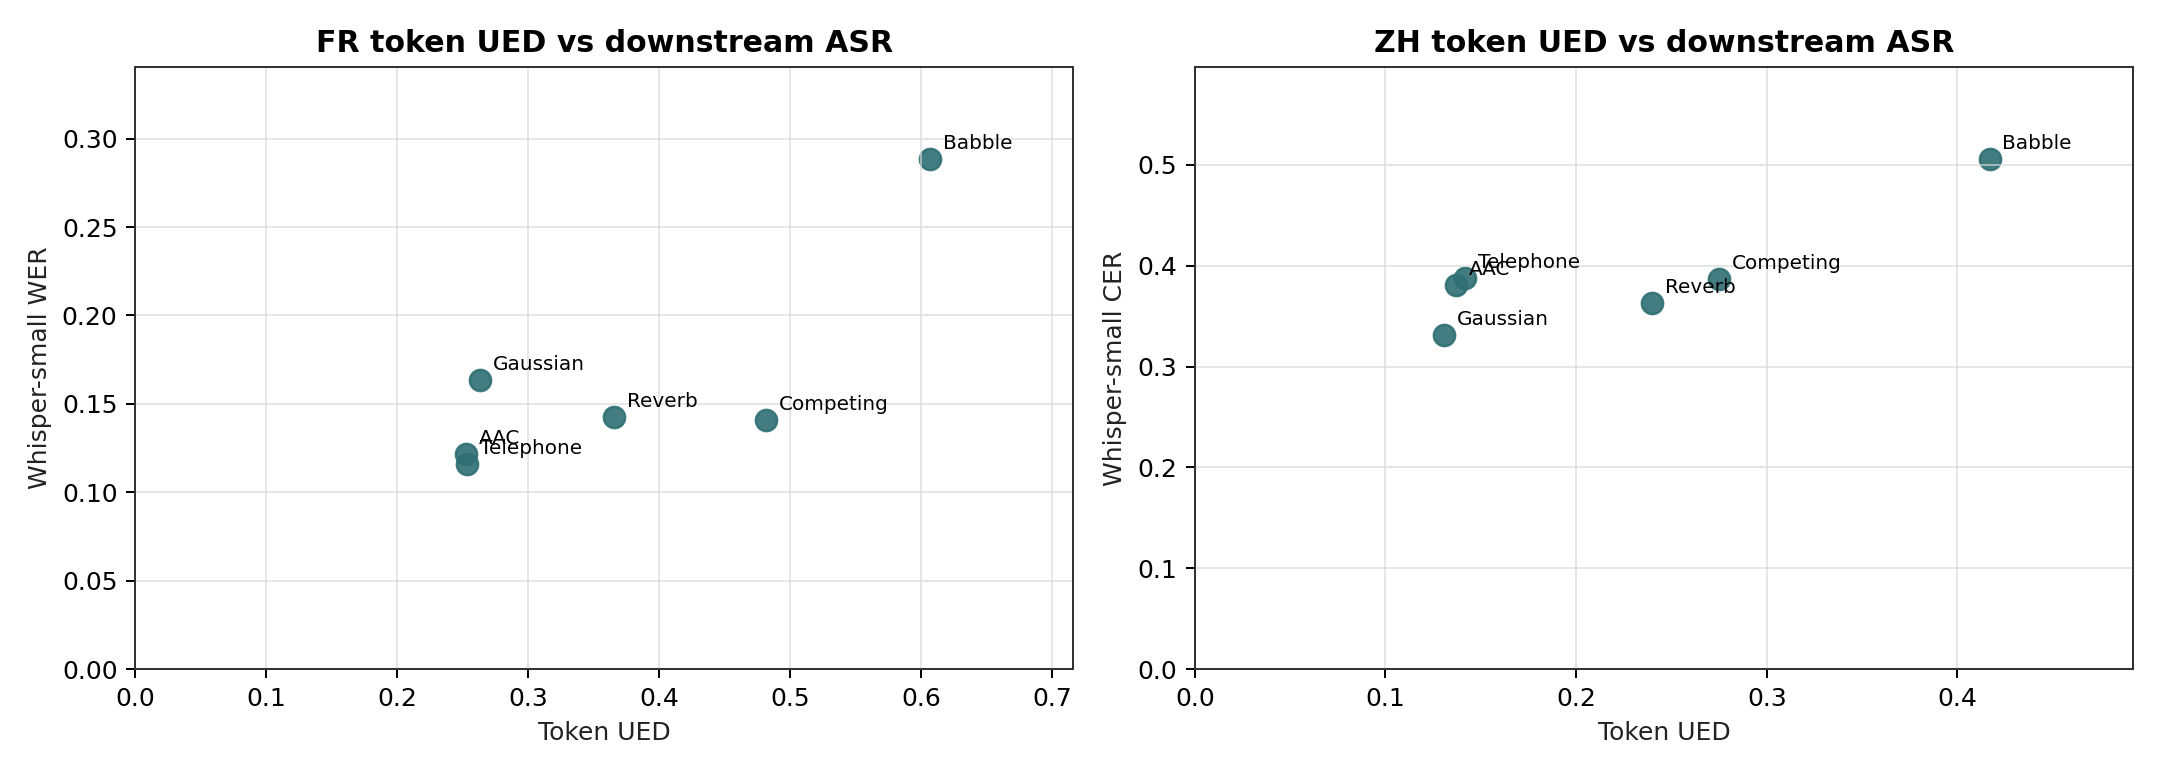 FR token UED vs downstream ASR
Whisper-small WER
0.30
0.25
0.20
0.15
0.10
0.05
0.00
Babble
Gaussian
Reverb
Competing
AAC
Telephone
0.0 0.1 0.2 0.3 0.4 0.5 0.6 0.7
Token UED
ZH token UED vs downstream ASR
Whisper-small CER
0.5
0.4
0.3
0.2
0.1
0.0
Babble
Telephone
AAC
Competing
Reverb
Gaussian
0.0 0.1 0.2 0.3 0.4
Token UED